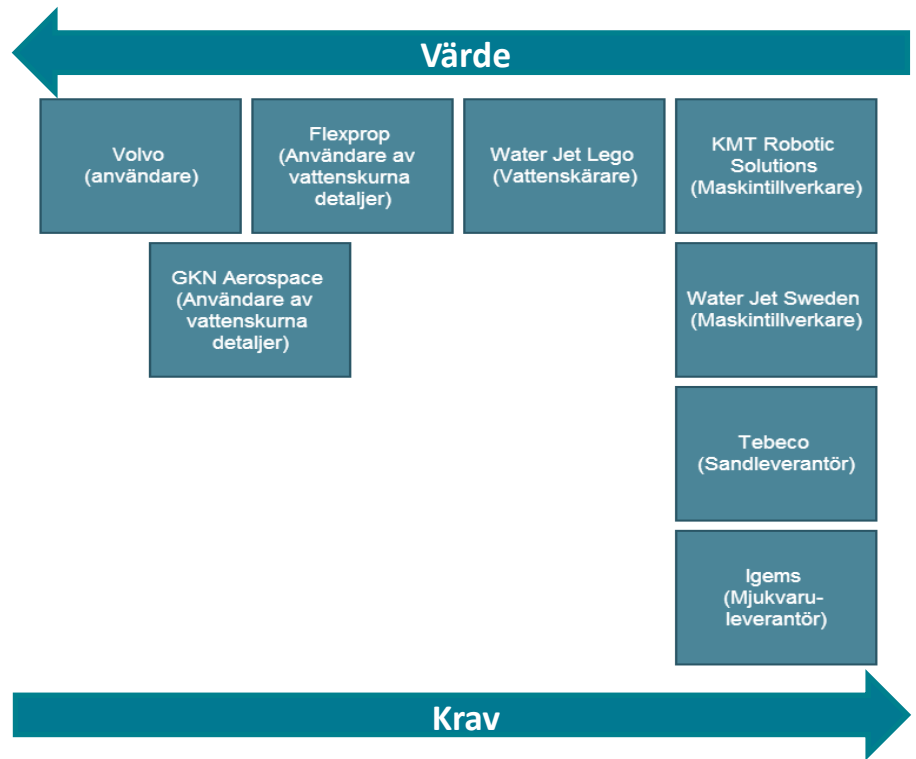 Värde
Volvo
(användare)
Flexprop
(Användare av
vattenskurna
detaljer)
Water Jet Lego
(Vattenskärare)
KMT Robotic
Solutions
(Maskintillverkare)
GKN Aerospace
(Användare av
vattenskurna
detaljer)
Water Jet Sweden
(Maskintillverkare)
Tebeco
(Sandleverantör)
Igems
(Mjukvaru-
leverantör)
Krav